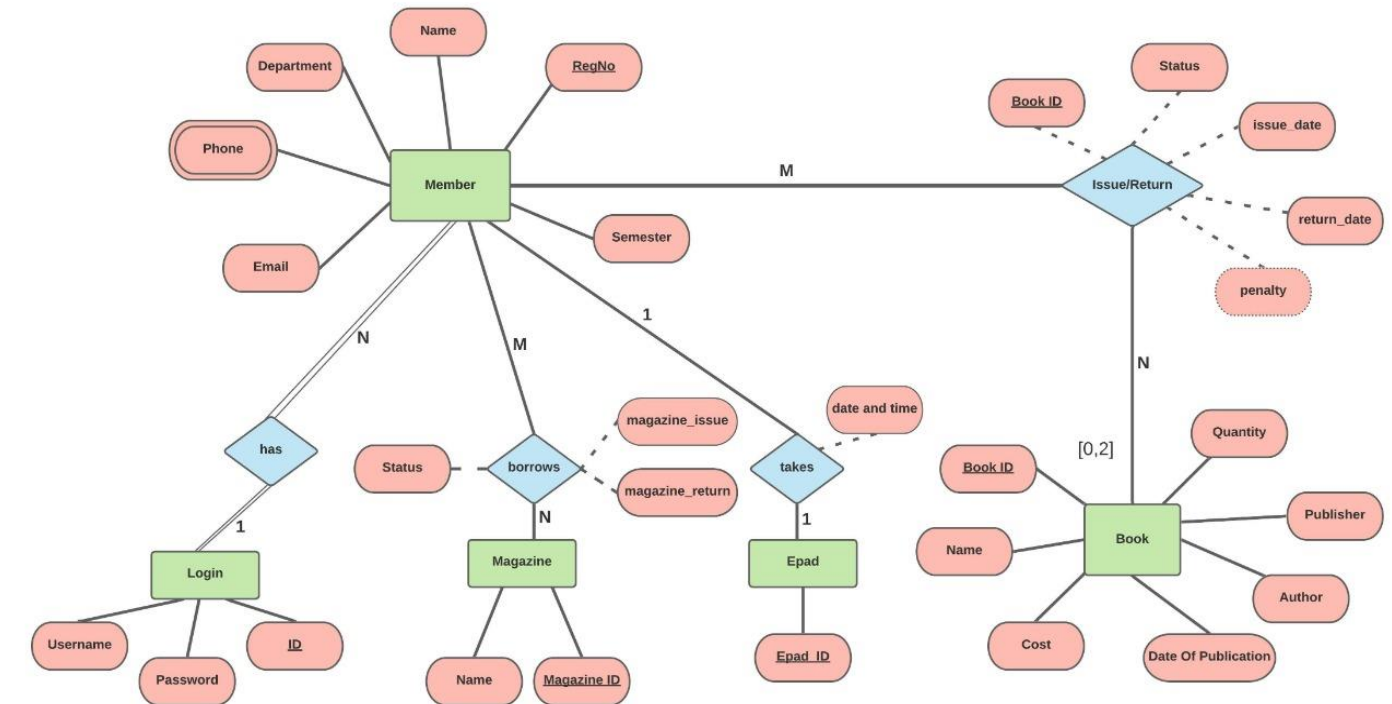 Name
Department
RegNo
Status
Book ID
issue_date
Phone
M
Member
Issue/Return
return_date
Semester
Email
penalty
1
N
M
N
date and time
magazine_issue
Quantity
[0,2]
has
Status
borrows
takes
Book ID
magazine_return
N
1
Publisher
1
Book
Name
Magazine
Epad
Login
Author
Username
ID
Cost
Epad_ID
Date Of Publication
Password
Name
Magazine ID